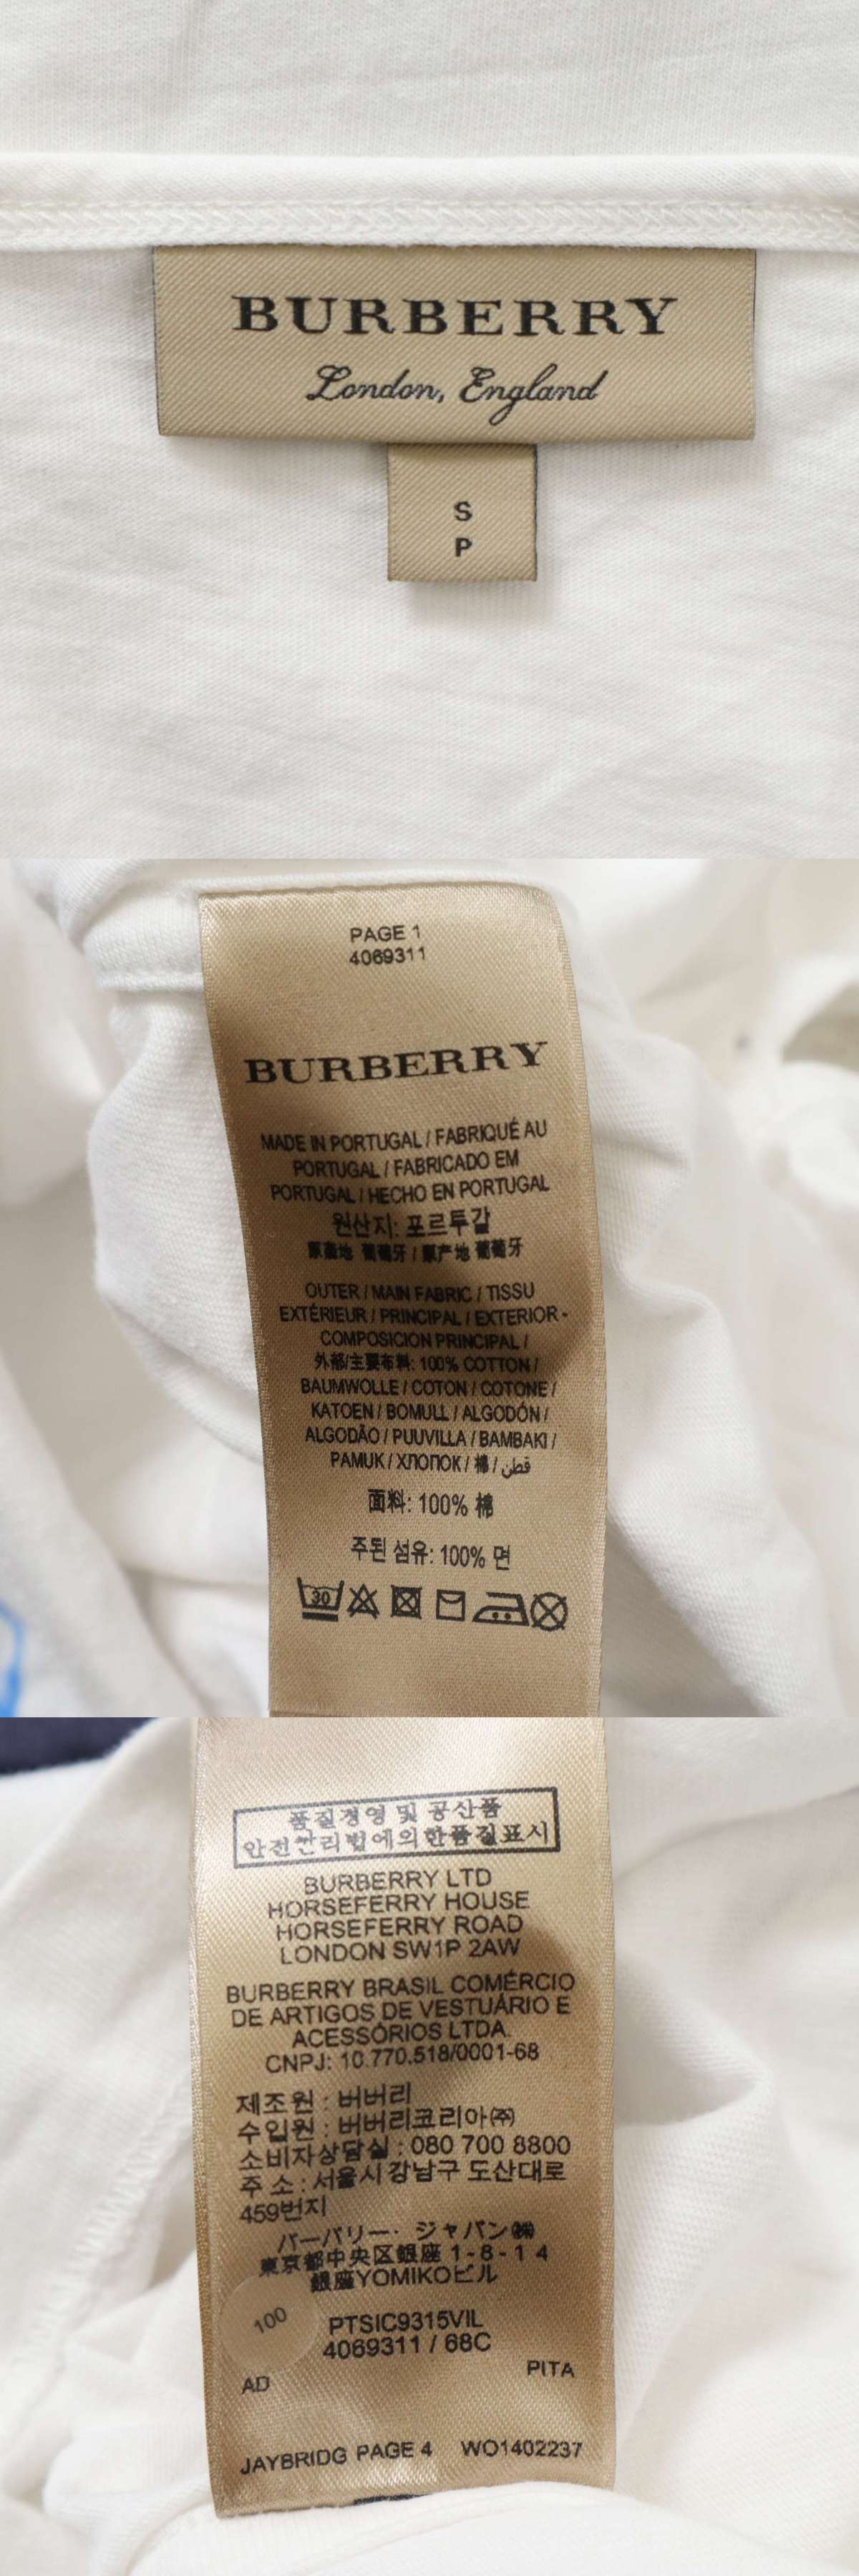 BURBERRY
London, England
S
P
PAGE 1
4069311
BURBERRY
MADE IN PORTUGAL / FABRIQUÉ AU
PORTUGAL / FABRICADO EM
PORTUGAL / HECHO EN PORTUGAL
원산지: 포르투갈
原產地 葡萄牙 / 原产地 葡萄牙
OUTER / MAIN FABRIC / TISSU
EXTÉRIEUR / PRINCIPAL / EXTERIOR -
COMPOSICION PRINCIPAL /
外部/主要布料: 100% COTTON /
BAUMWOLLE / COTON / COTONE /
KATOEN / BOMULL / ALGODÓN /
ALGODÃO / PUUVILLA / BAMBAKI /
PAMUK / ХЛОПОК / 棉 / قطن
面料: 100% 棉
주된 섬유: 100% 면
30
품질경영 및 공산품
안전관리법에의한품질표시
BURBERRY LTD
HORSEFERRY HOUSE
HORSEFERRY ROAD
LONDON SW1P 2AW
BURBERRY BRASIL COMÉRCIO
DE ARTIGOS DE VESTUÁRIO E
ACESSÓRIOS LTDA.
CNPJ: 10.770.518/0001-68
제조원 : 버버리
수입원 : 버버리코리아㈜
소비자상담실 : 080 700 8800
주 소 : 서울시 강남구 도산대로
459번지
バーバリー・ジャパン㈱
東京都中央区銀座 1-8-14
銀座YOMIKOビル
100
PTSIC9315VIL
4069311 / 68C
AD PITA
JAYBRIDG PAGE 4 WO1402237